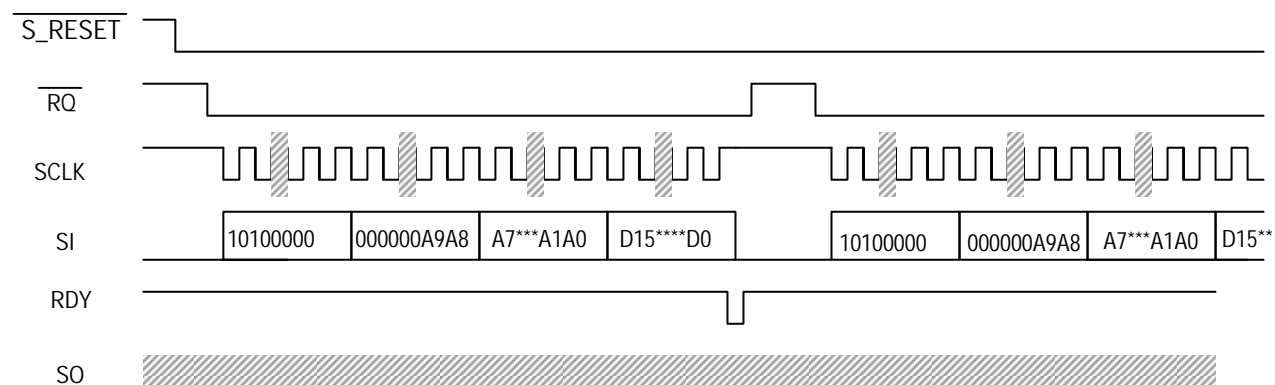 S_RESET
RQ
SCLK
SI 10100000 000000A9A8 A7***A1A0 D15****D0 10100000 000000A9A8 A7***A1A0 D15**
RDY
SO